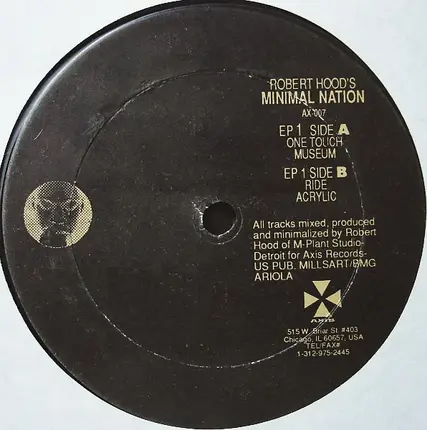 ROBERT HOOD'S
MINIMAL NATION
AX-007
EP 1 SIDE A
ONE TOUCH
MUSEUM
EP 1 SIDE B
RIDE
ACRYLIC
All tracks mixed, produced
and minimalized by Robert
Hood of M-Plant Studio-
Detroit for Axis Records-
US PUB. MILLSART/BMG
ARIOLA
AXIS
515 W. Briar St. #403
Chicago, IL 60657, USA
TEL/FAX#
1-312-975-2445